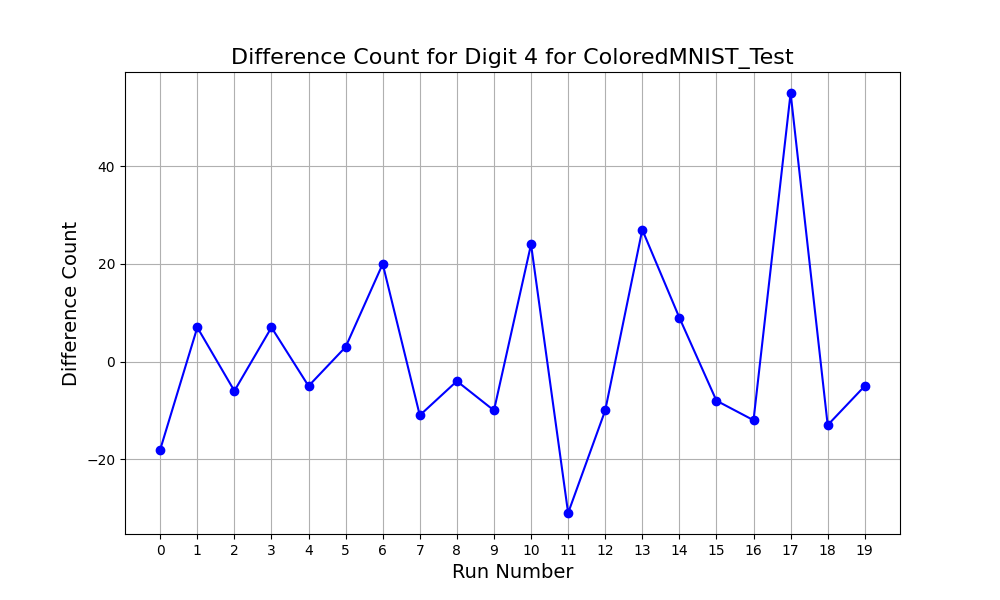 Difference Count for Digit 4 for ColoredMNIST_Test
Difference Count
40
20
0
−20
0 1 2 3 4 5 6 7 8 9 10 11 12 13 14 15 16 17 18 19
Run Number